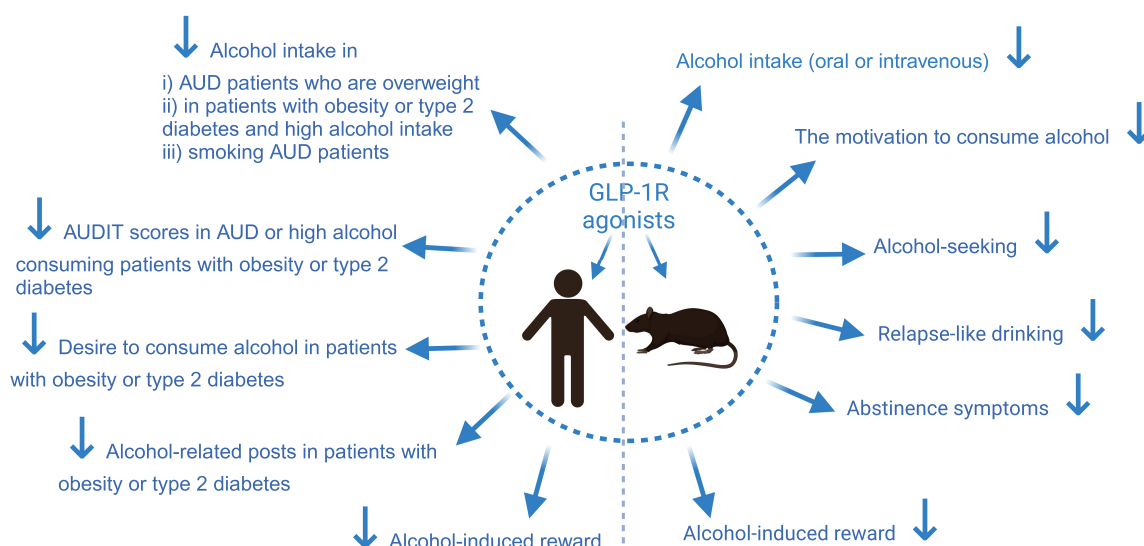 Alcohol intake in
i) AUD patients who are overweight
ii) in patients with obesity or type 2
diabetes and high alcohol intake
iii) smoking AUD patients
AUDIT scores in AUD or high alcohol
consuming patients with obesity or type 2
diabetes
Desire to consume alcohol in patients
with obesity or type 2 diabetes
Alcohol-related posts in patients with
obesity or type 2 diabetes
Alcohol-induced reward
GLP-1R
agonists
Alcohol intake (oral or intravenous)
The motivation to consume alcohol
Alcohol-seeking
Relapse-like drinking
Abstinence symptoms
Alcohol-induced reward